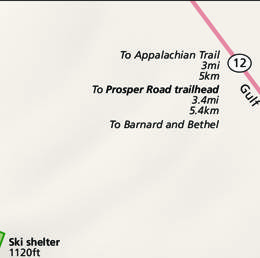 To Appalachian Trail
3mi
5km
To Prosper Road trailhead
3.4mi
5.4km
To Barnard and Bethel
12
Gulf
Ski shelter
1120ft